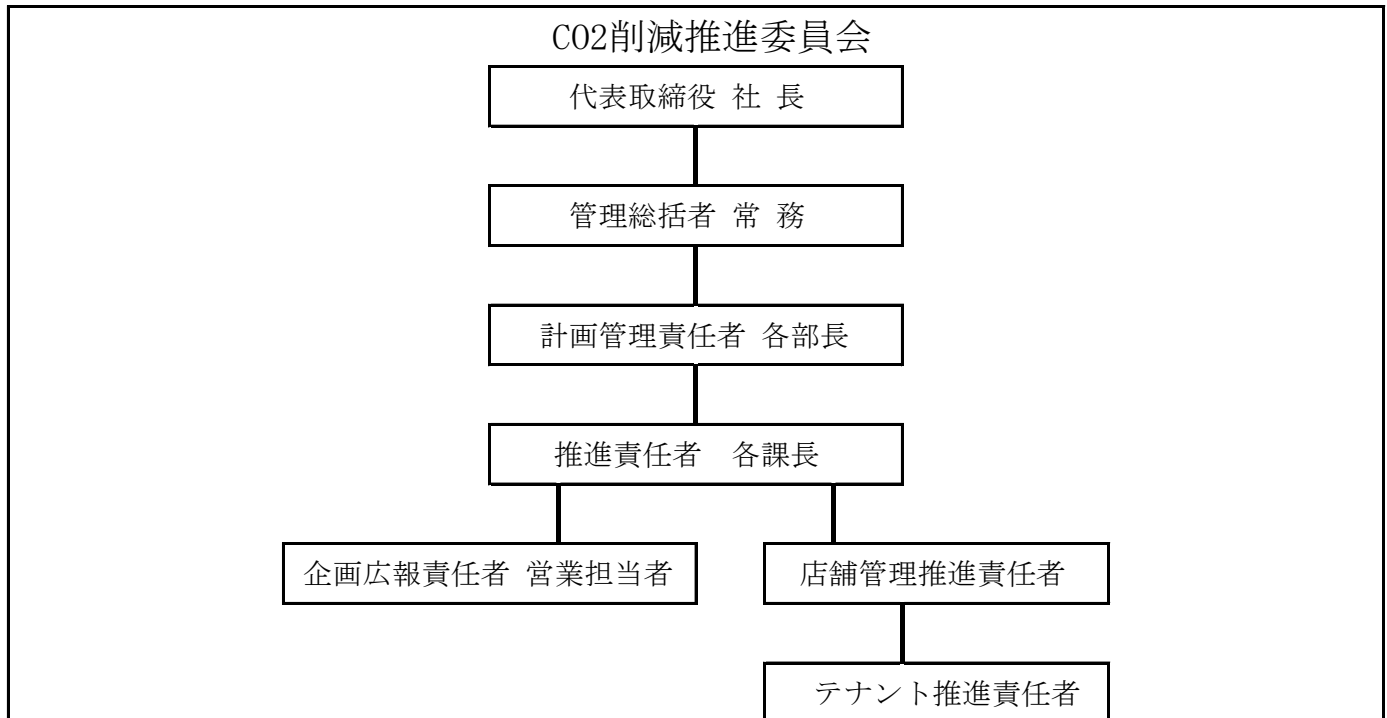 CO2削減推進委員会
代表取締役 社 長
管理総括者 常 務
計画管理責任者 各部長
推進責任者　各課長
企画広報責任者 営業担当者
店舗管理推進責任者
テナント推進責任者